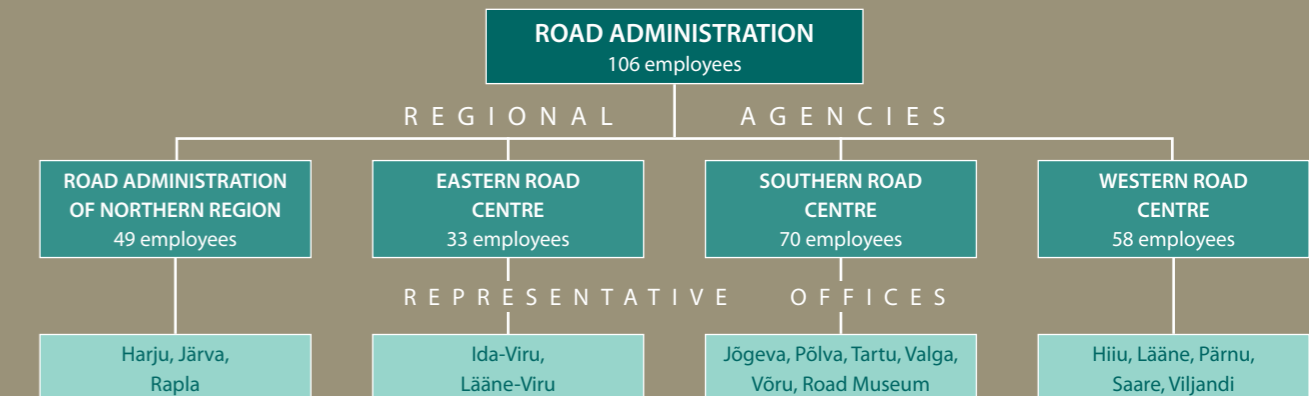 ROAD ADMINISTRATION
106 employees
REGIONAL AGENCIES
ROAD ADMINISTRATION
OF NORTHERN REGION
49 employees
EASTERN ROAD
CENTRE
33 employees
SOUTHERN ROAD
CENTRE
70 employees
WESTERN ROAD
CENTRE
58 employees
REPRESENTATIVE OFFICES
Harju, Järva,
Rapla
Ida-Viru,
Lääne-Viru
Jõgeva, Põlva, Tartu, Valga,
Võru, Road Museum
Hiiu, Lääne, Pärnu,
Saare, Viljandi